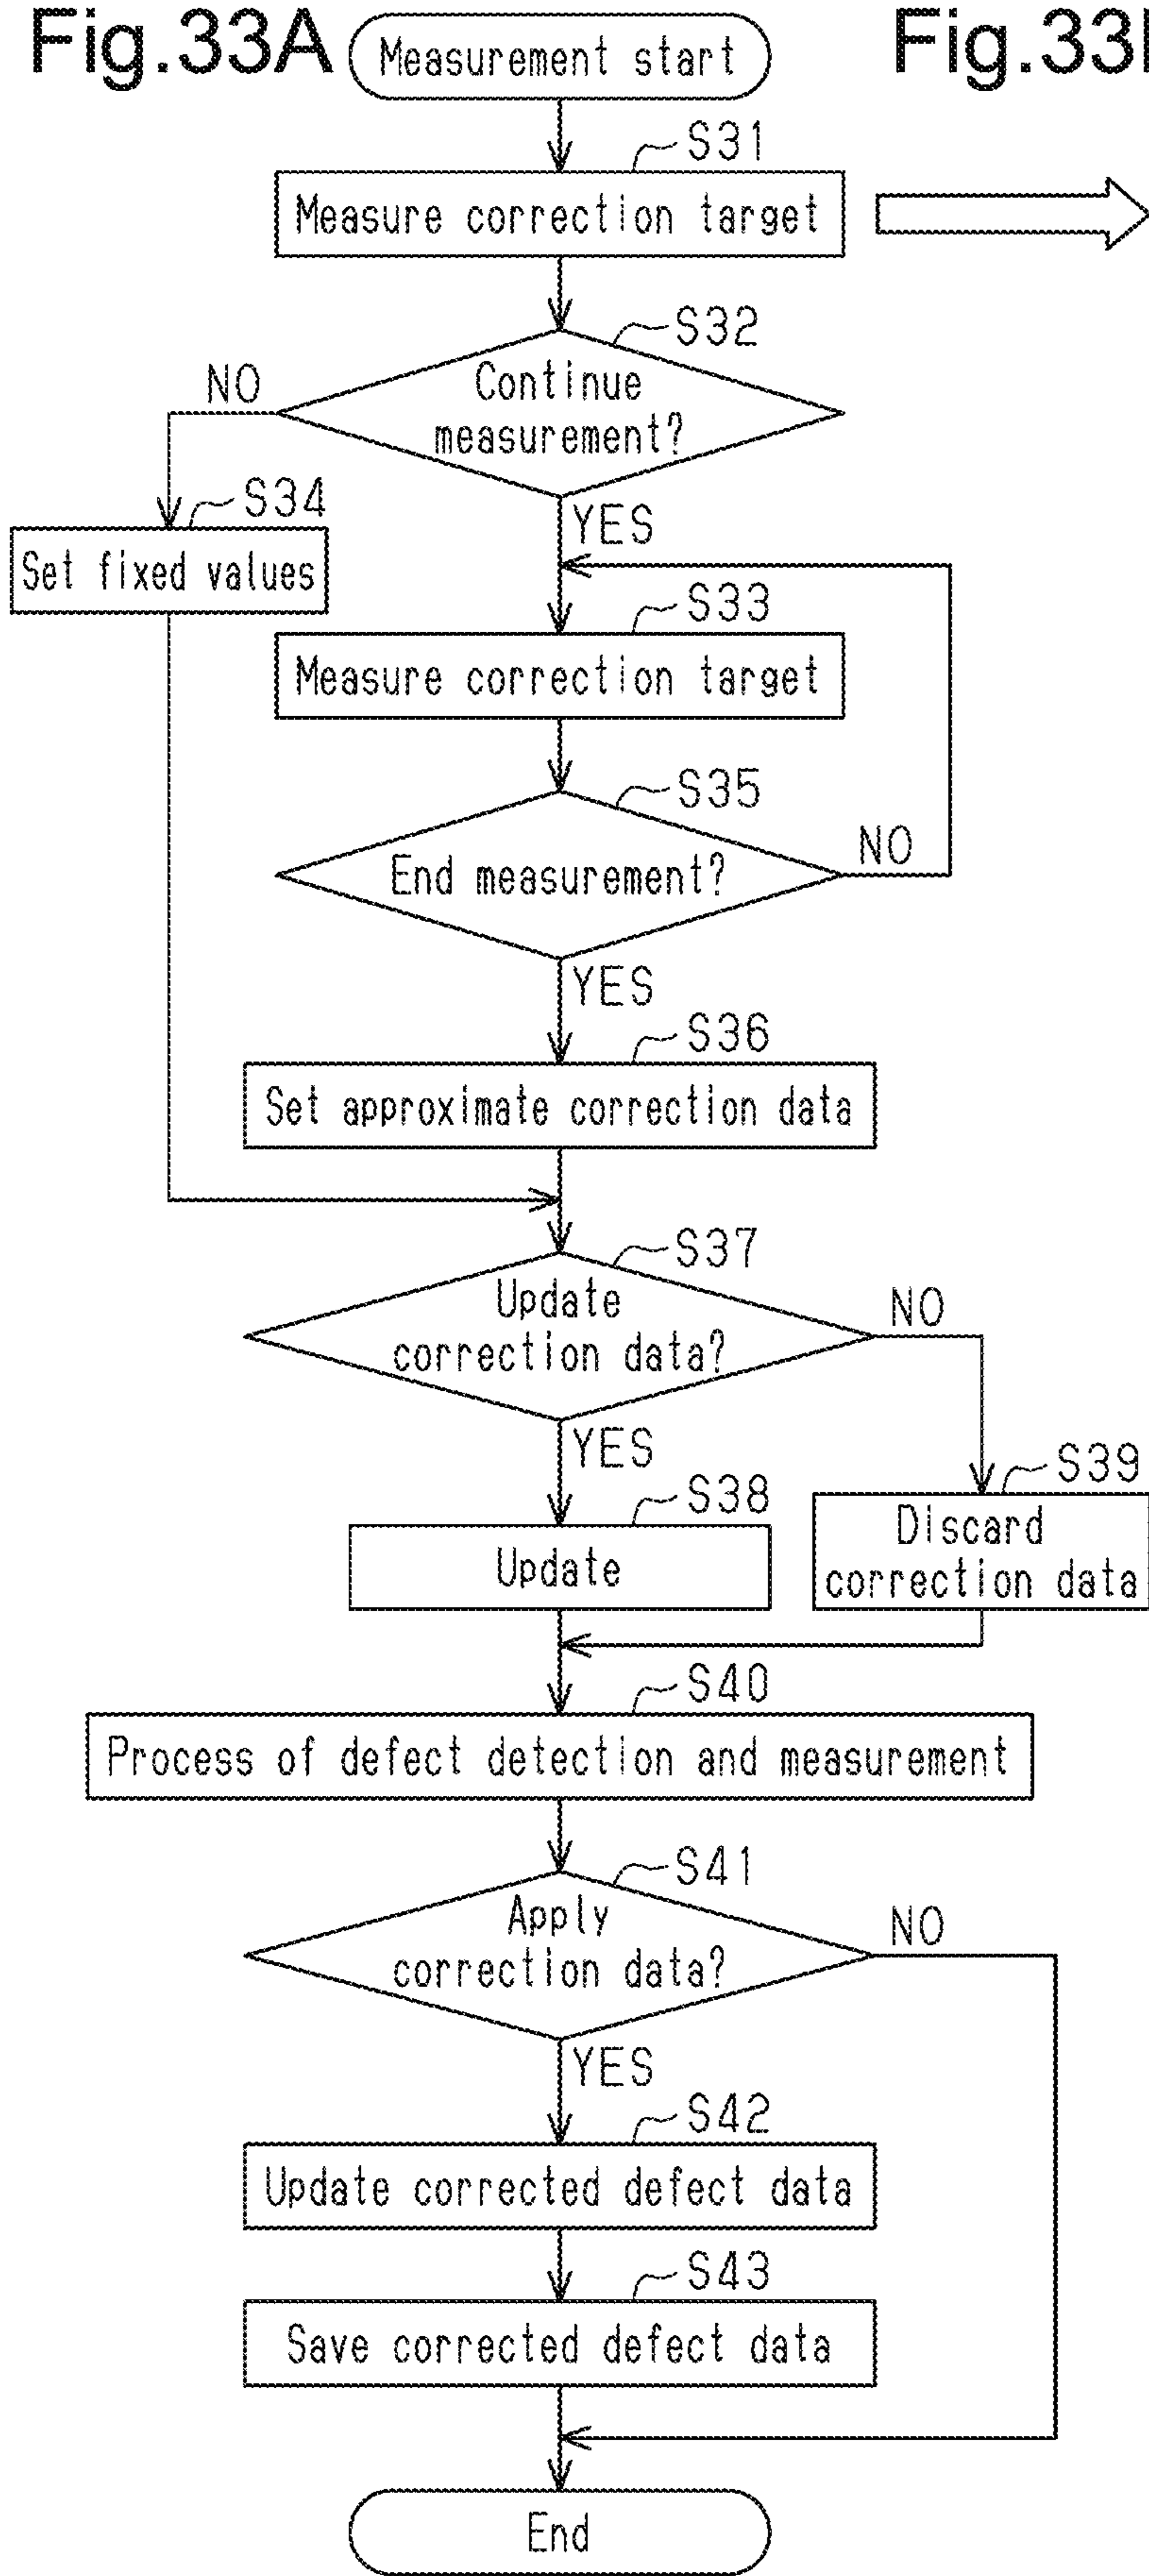 Fig.33A
Fig.33
Measurement start
S31
Measure correction target
S32
Continue
measurement?
NO
S34
YES
Set fixed values
S33
Measure correction target
S35
End measurement?
NO
YES
S36
Set approximate correction data
S37
Update
correction data?
NO
YES
S39
S38
Discard
correction data
Update
S40
Process of defect detection and measurement
S41
Apply
correction data?
NO
YES
S42
Update corrected defect data
S43
Save corrected defect data
End